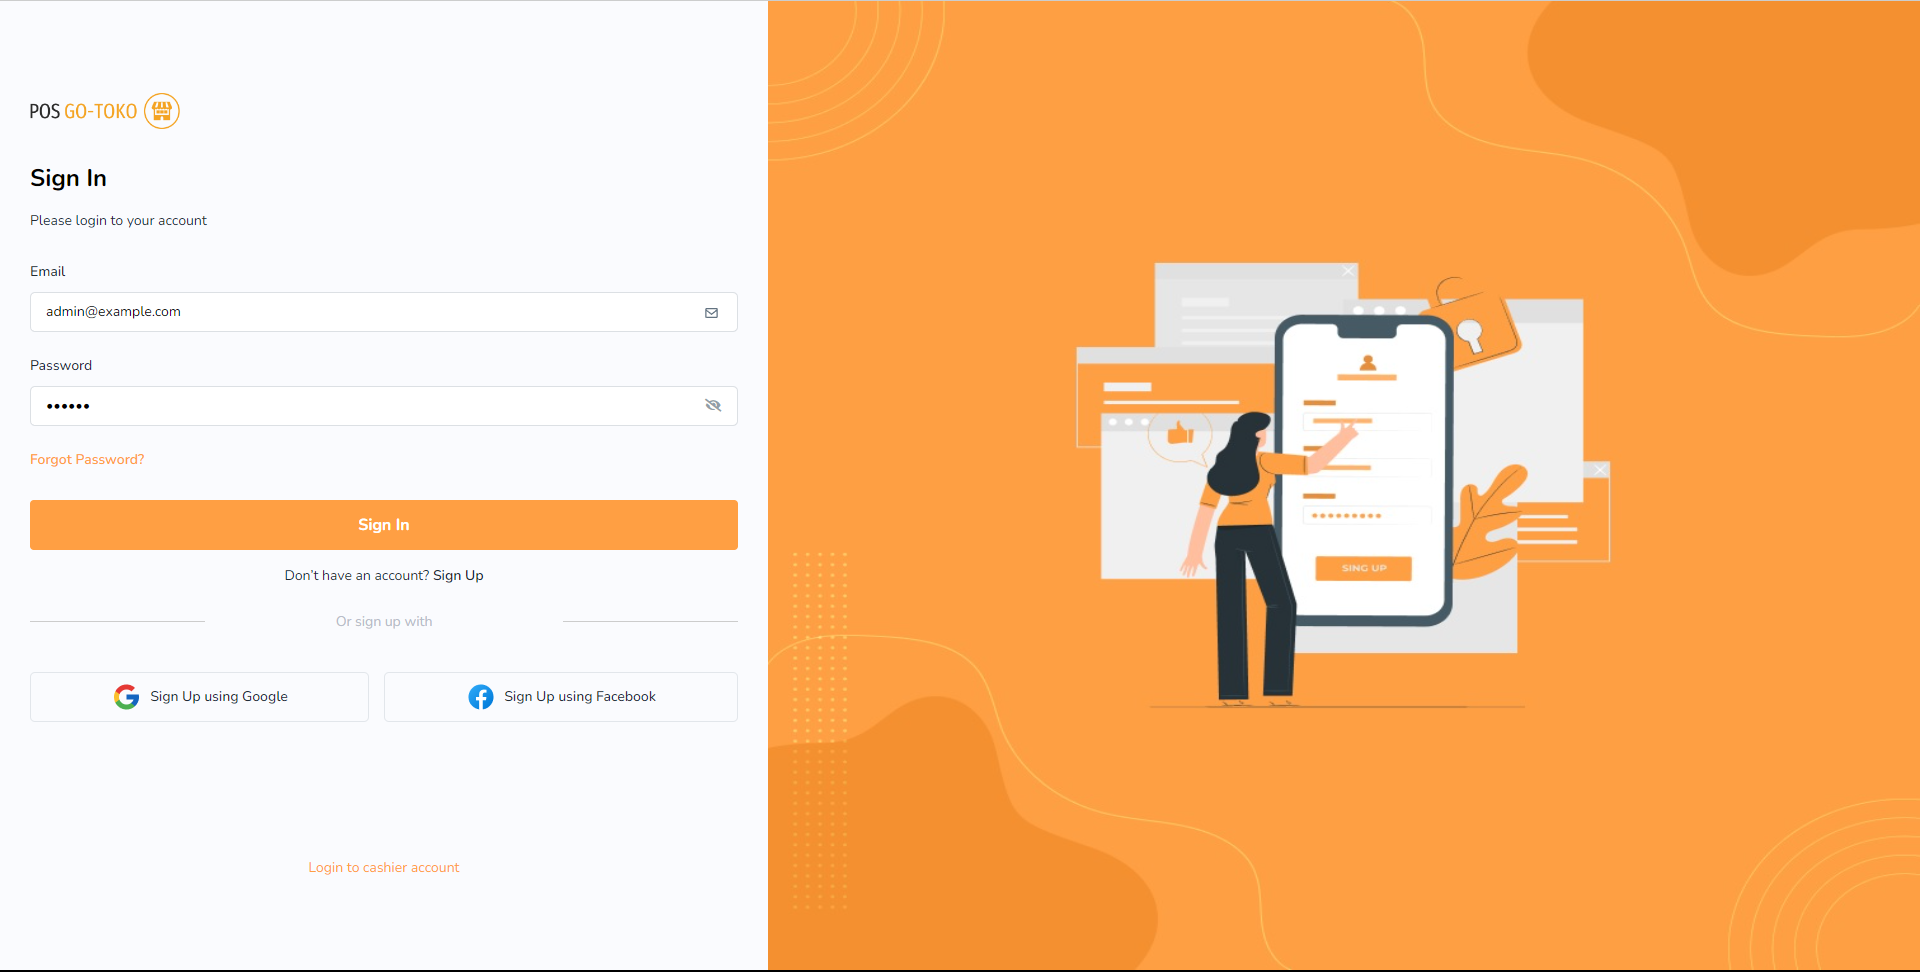 POS GO-TOKO
Sign In
Please login to your account
Email
admin@example.com
Password
••••••
Forgot Password?
Sign In
Don't have an account? Sign Up
Or sign up with
Sign Up using Google
Sign Up using Facebook
Login to cashier account
SING UP